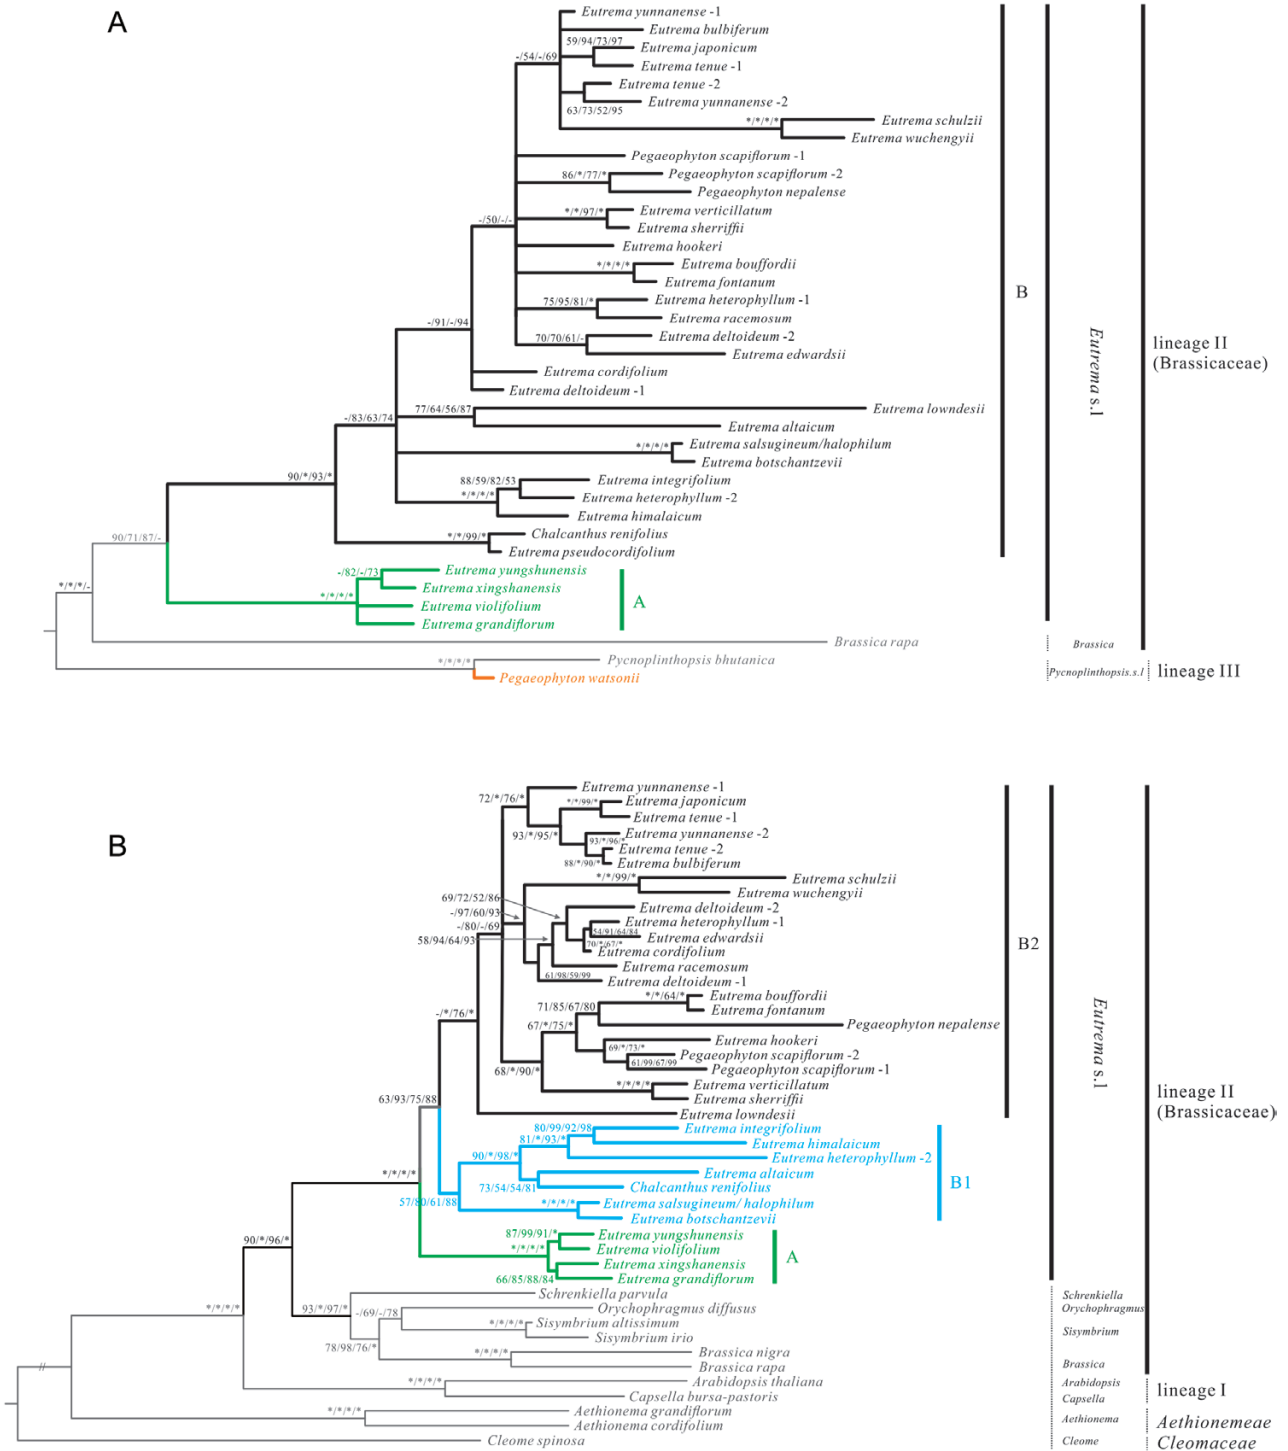 A
Eutrema yunnanense -1
Eutrema bulbiferum
59/94/73/97
Eutrema japonicum
-/54/-/69
Eutrema tenue -1
Eutrema tenue -2
Eutrema yunnanense -2
63/73/52/95
*/*/*/*
Eutrema schulzii
Eutrema wuchengyii
Pegaeophyton scapiflorum -1
Pegaeophyton scapiflorum -2
86/*/77/*
Pegaeophyton nepalense
Eutrema verticillatum
*/*/97/*
-/50/-/-
Eutrema sherriffii
Eutrema hookeri
Eutrema bouffordii
*/*/*/*
Eutrema fontanum
B
75/95/81/*
Eutrema heterophyllum -1
Eutrema racemosum
-/91/-/94
70/70/61/-
Eutrema deltoideum -2
Eutrema edwardsii
Eutrema s.l
lineage II
(Brassicaceae)
Eutrema cordifolium
Eutrema deltoideum -1
77/64/56/87
Eutrema lowndesii
-/83/63/74
Eutrema altaicum
*/*/*/*
Eutrema salsugineum/halophilum
Eutrema botschantzevii
90/*/93/*
88/59/82/53
Eutrema integrifolium
*/*/*/*
Eutrema heterophyllum -2
Eutrema himalaicum
*/*/99/*
Chalcanthus renifolius
90/71/87/-
Eutrema pseudocordifolium
-/82/-/73
Eutrema yungshunensis
*/*/*/-
Eutrema xingshanensis
*/*/*/*
Eutrema violifolium
A
Eutrema grandiflorum
Brassica rapa
Brassica
*/*/*/*
Pycnoplinthopsis bhutanica
Pegaeophyton watsonii
Pycnoplinthopsis.s.l
lineage III
B
Eutrema yunnanense -1
72/*/76/*
*/*/99/*
Eutrema japonicum
Eutrema tenue -1
93/*/95/*
Eutrema yunnanense -2
93/*/96/*
Eutrema tenue -2
88/*/90/*
Eutrema bulbiferum
*/*/99/*
Eutrema schulzii
Eutrema wuchengyii
69/72/52/86
Eutrema deltoideum -2
-/97/60/93
Eutrema heterophyllum -1
-/80/-/69
54/91/64/84
58/94/64/93
Eutrema edwardsii
70/*/67/*
Eutrema cordifolium
B2
Eutrema racemosum
61/98/59/99
Eutrema deltoideum -1
*/*/64/*
Eutrema bouffordii
71/85/67/80
Eutrema fontanum
-/*/76/*
67/*/75/*
Pegaeophyton nepalense
Eutrema hookeri
69/*/73/*
Pegaeophyton scapiflorum -2
61/99/67/99
Pegaeophyton scapiflorum -1
68/*/90/*
*/*/*/*
Eutrema verticillatum
Eutrema sherriffii
Eutrema s.l
lineage II
(Brassicaceae)
63/93/75/88
Eutrema lowndesii
80/99/92/98
Eutrema integrifolium
81/*/93/*
Eutrema himalaicum
90/*/98/*
Eutrema heterophyllum -2
*/*/*/*
Eutrema altaicum
73/54/54/81
Chalcanthus renifolius
B1
57/80/61/88
*/*/*/*
Eutrema salsugineum/ halophilum
Eutrema botschantzevii
87/99/91/*
Eutrema yungshunensis
90/*/96/*
*/*/*/*
Eutrema violifolium
A
Eutrema xingshanensis
66/85/88/84
Eutrema grandiflorum
Schrenkiella parvula
Schrenkiella
*/*/*/*
93/*/97/*
-/69/-/78
Orychophragmus diffusus
Orychophragmus
*/*/*/*
Sisymbrium altissimum
Sisymbrium
Sisymbrium irio
78/98/76/*
*/*/*/*
Brassica nigra
Brassica
//
Brassica rapa
*/*/*/*
Arabidopsis thaliana
Arabidopsis
lineage I
Capsella bursa-pastoris
Capsella
*/*/*/*
Aethionema grandiflorum
Aethionema
Aethionemeae
Aethionema cordifolium
Cleome spinosa
Cleome
Cleomaceae